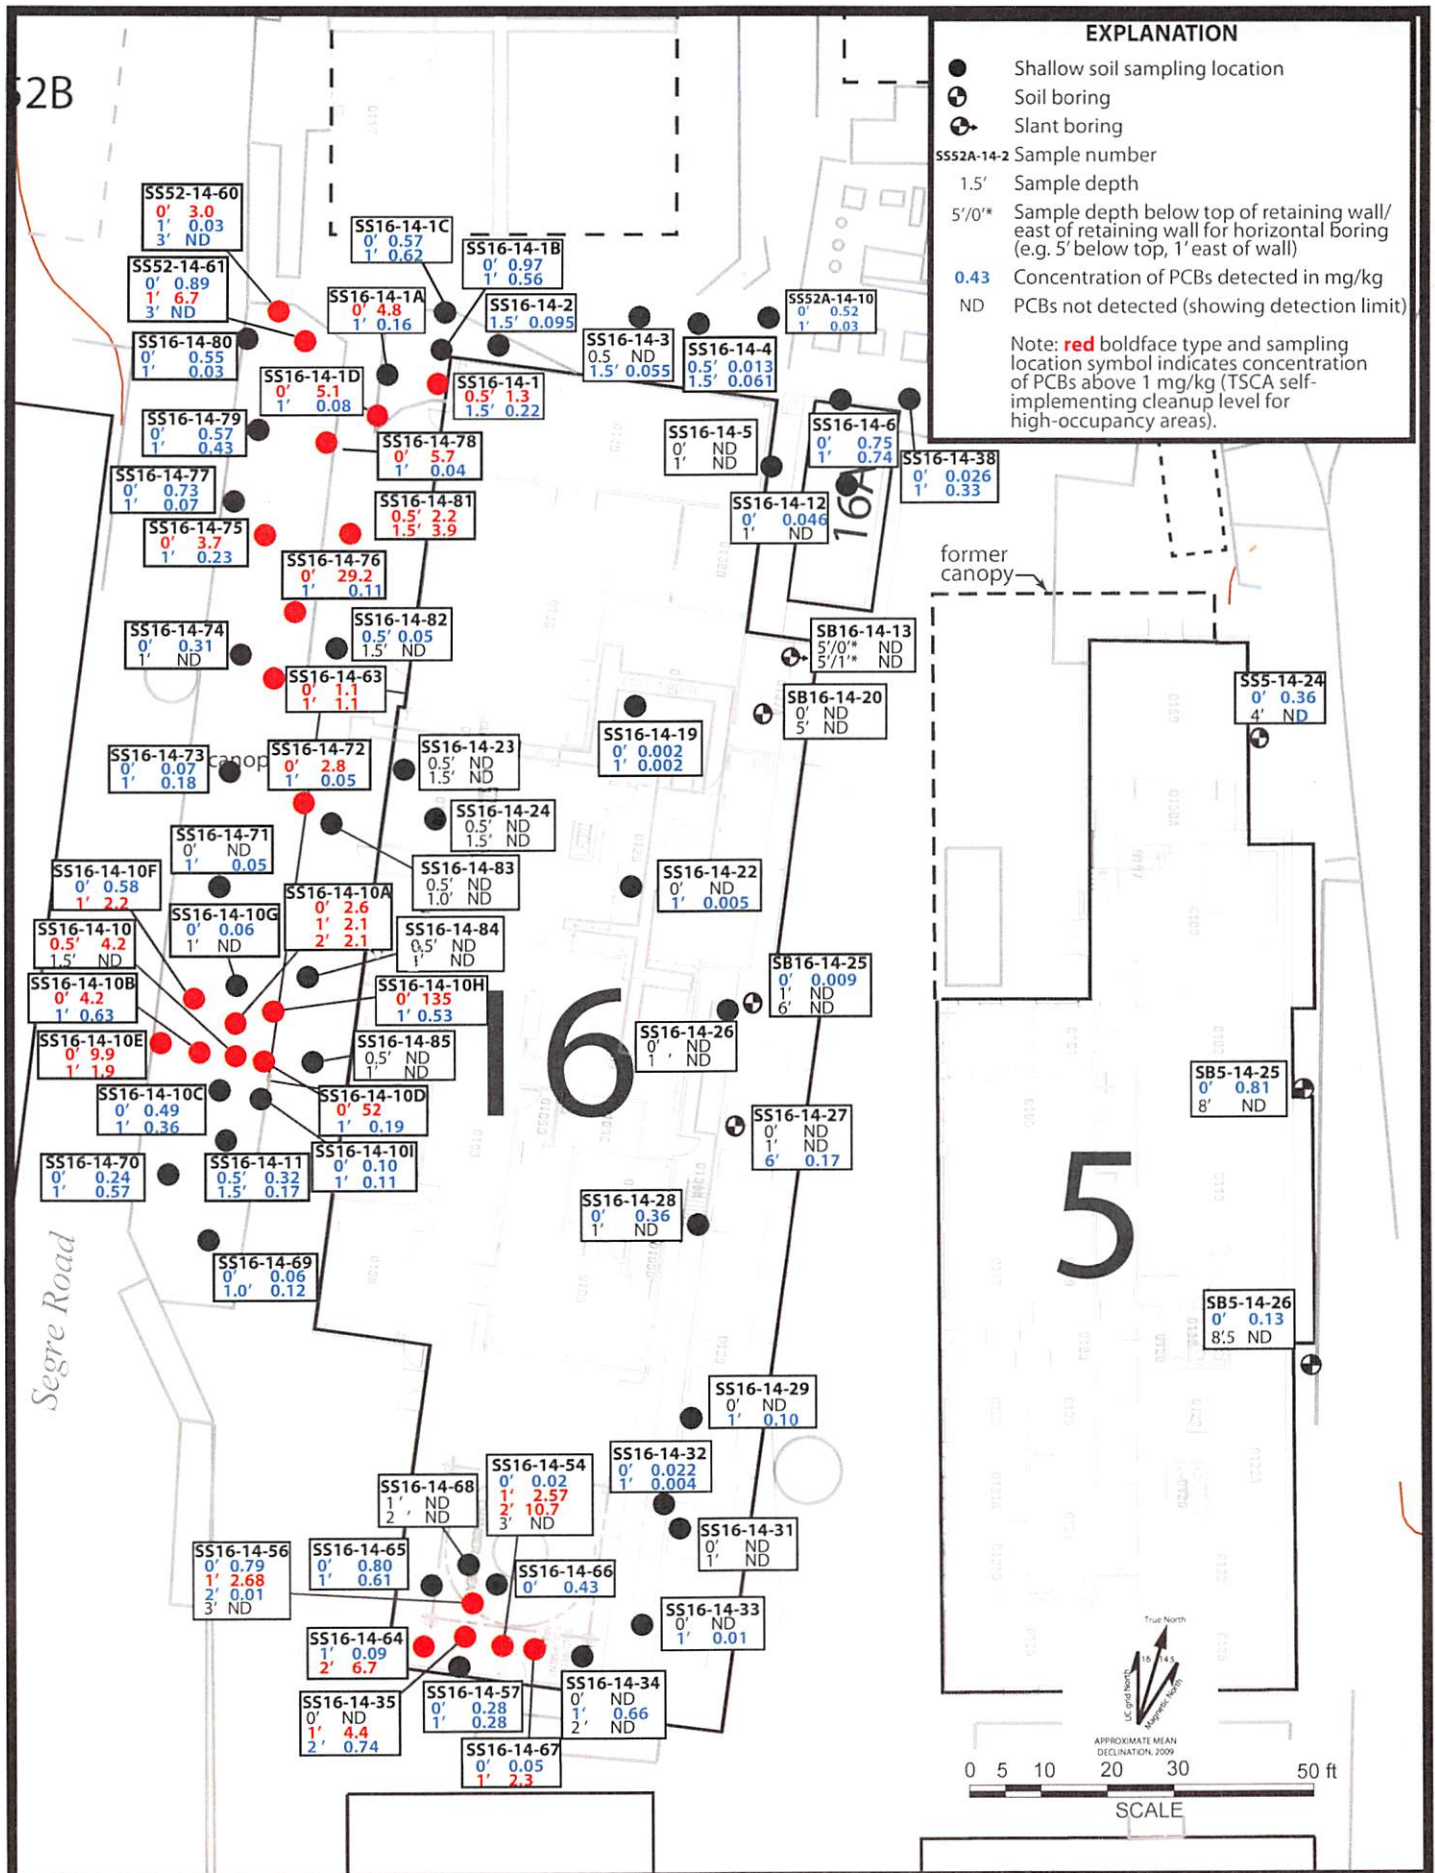 52B
EXPLANATION
Shallow soil sampling location
Soil boring
Slant boring
SS52A-14-2 Sample number
1.5' Sample depth
5'/0'* Sample depth below top of retaining wall/
east of retaining wall for horizontal boring
(e.g. 5' below top, 1' east of wall)
0.43 Concentration of PCBs detected in mg/kg
ND PCBs not detected (showing detection limit)
Note: red boldface type and sampling
location symbol indicates concentration
of PCBs above 1 mg/kg (TSCA self-
implementing cleanup level for
high-occupancy areas).
SS52-14-60
0' 3.0
1' 0.03
3' ND
SS52-14-61
0' 0.89
1' 6.7
3' ND
SS16-14-80
0' 0.55
1' 0.03
SS16-14-1C
0' 0.57
1' 0.62
SS16-14-1B
0' 0.97
1' 0.56
SS16-14-1A
0' 4.8
1' 0.16
SS16-14-2
1.5' 0.095
SS16-14-3
0.5 ND
1.5' 0.055
SS16-14-4
0.5' 0.013
1.5' 0.061
SS52A-14-10
0' 0.52
1' 0.03
SS16-14-1D
0' 5.1
1' 0.08
SS16-14-1
0.5' 1.3
1.5' 0.22
SS16-14-79
0' 0.57
1' 0.43
SS16-14-78
0' 5.7
1' 0.04
SS16-14-5
0' ND
1' ND
SS16-14-6
0' 0.75
1' 0.74
SS16-14-38
0' 0.026
1' 0.33
SS16-14-77
0' 0.73
1' 0.07
SS16-14-81
0.5' 2.2
1.5' 3.9
SS16-14-12
0' 0.046
1' ND
16A
SS16-14-75
0' 3.7
1' 0.23
SS16-14-76
0' 29.2
1' 0.11
former
canopy
SS16-14-74
0' 0.31
1' ND
SS16-14-82
0.5' 0.05
1.5' ND
SB16-14-13
5'/0'* ND
5'/1'* ND
SS16-14-63
0' 1.1
1' 1.1
SB16-14-20
0' ND
5' ND
SS5-14-24
0' 0.36
4' ND
SS16-14-73
0' 0.07
1' 0.18
canop
SS16-14-72
0' 2.8
1' 0.05
SS16-14-23
0.5' ND
1.5' ND
SS16-14-19
0' 0.002
1' 0.002
SS16-14-24
0.5' ND
1.5' ND
SS16-14-71
0' ND
1' 0.05
SS16-14-83
0.5' ND
1.0' ND
SS16-14-22
0' ND
1' 0.005
SS16-14-10F
0' 0.58
1' 2.2
SS16-14-10G
0' 0.06
1' ND
SS16-14-10A
0' 2.6
1' 2.1
2' 2.1
SS16-14-84
0.5' ND
1' ND
SS16-14-10
0.5' 4.2
1.5' ND
SS16-14-10B
0' 4.2
1' 0.63
SS16-14-10H
0' 135
1' 0.53
SB16-14-25
0' 0.009
1' ND
6' ND
16
SS16-14-26
0' ND
1' ND
SS16-14-10E
0' 9.9
1' 1.9
SS16-14-85
0.5' ND
1' ND
SB5-14-25
0' 0.81
8' ND
SS16-14-10C
0' 0.49
1' 0.36
SS16-14-10D
0' 52
1' 0.19
SS16-14-27
0' ND
1' ND
6' 0.17
SS16-14-70
0' 0.24
1' 0.57
SS16-14-11
0.5' 0.32
1.5' 0.17
SS16-14-10I
0' 0.10
1' 0.11
SS16-14-28
0' 0.36
1' ND
5
SS16-14-69
0' 0.06
1.0' 0.12
Segre Road
SB5-14-26
0' 0.13
8'.5 ND
SS16-14-29
0' ND
1' 0.10
SS16-14-68
1' ND
2' ND
SS16-14-54
0' 0.02
1' 2.57
2' 10.7
3' ND
SS16-14-32
0' 0.022
1' 0.004
SS16-14-31
0' ND
1' ND
SS16-14-56
0' 0.79
1' 2.68
2' 0.01
3' ND
SS16-14-65
0' 0.80
1' 0.61
SS16-14-66
0' 0.43
SS16-14-33
0' ND
1' 0.01
SS16-14-64
1' 0.09
2' 6.7
SS16-14-35
0' ND
1' 4.4
2' 0.74
SS16-14-57
0' 0.28
1' 0.28
SS16-14-34
0' ND
1' 0.66
2' ND
SS16-14-67
0' 0.05
1' 2.3
True North
16 14.5
UC grid North
Magnetic North
APPROXIMATE MEAN
DECLINATION, 2009
0 5 10 20 30 50 ft
SCALE